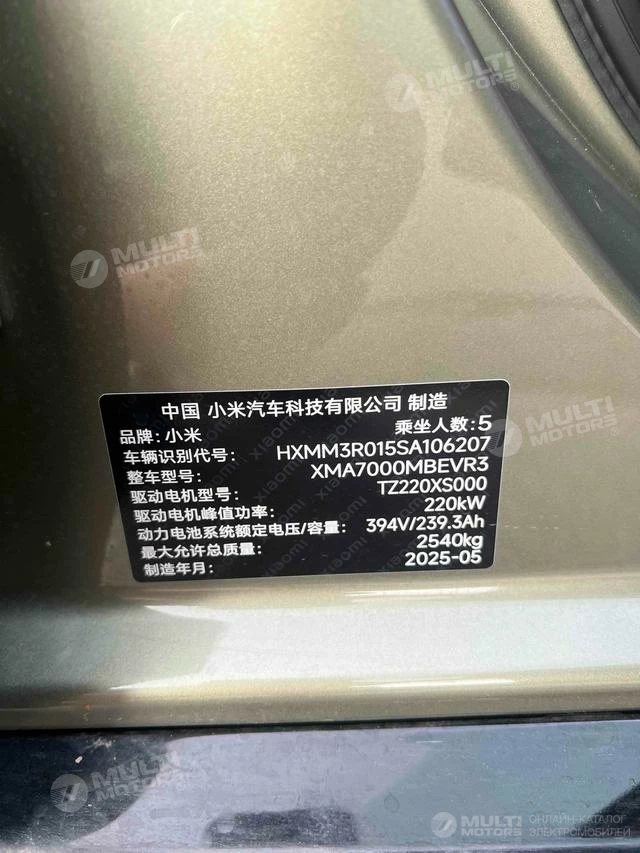 MULTI
MOTORS
MULTI
MOTORS
中国 小米汽车科技有限公司 制造
品牌: 小米 乘坐人数: 5
车辆识别代号: HXMM3R015SA106207
整车型号: XMA7000MBEVR3
驱动电机型号: TZ220XS000
驱动电机峰值功率: 220kW
动力电池系统额定电压/容量: 394V/239.3Ah
最大允许总质量: 2540kg
制造年月: 2025-05
MULTI
MOTORS
MULTI
MOTORS
ОНЛАЙН-КАТАЛОГ
ЭЛЕКТРОМОБИЛЕЙ